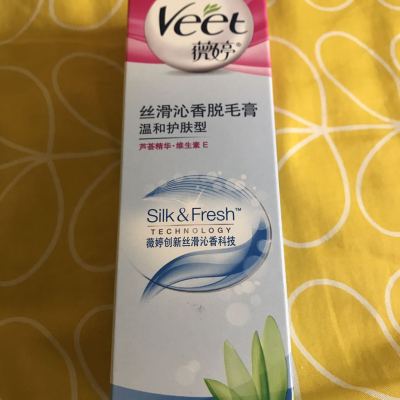 Veet
薇婷®
丝滑沁香脱毛膏
温和护肤型
芦荟精华·维生素 E
Silk & Fresh™
TECHNOLOGY
薇婷创新丝滑沁香科技